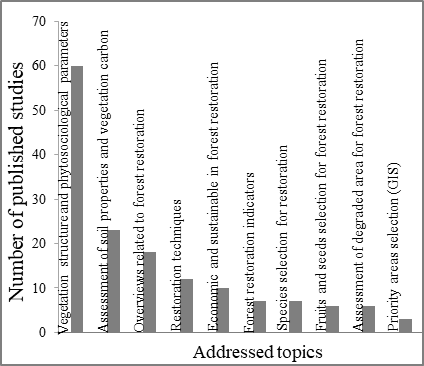 Number of published studies
70
60
50
40
30
20
10
0
Vegetation structure and phytosociological parameters
Assessment of soil properties and vegetation carbon
Overviews related to forest restoration
Restoration techniques
Economic and sustainable in forest restoration
Forest restoration indicators
Species selection for restoration
Fruits and seeds selection for forest restoration
Assessment of degraded area for forest restoration
Priority areas selection (GIS)
Addressed topics